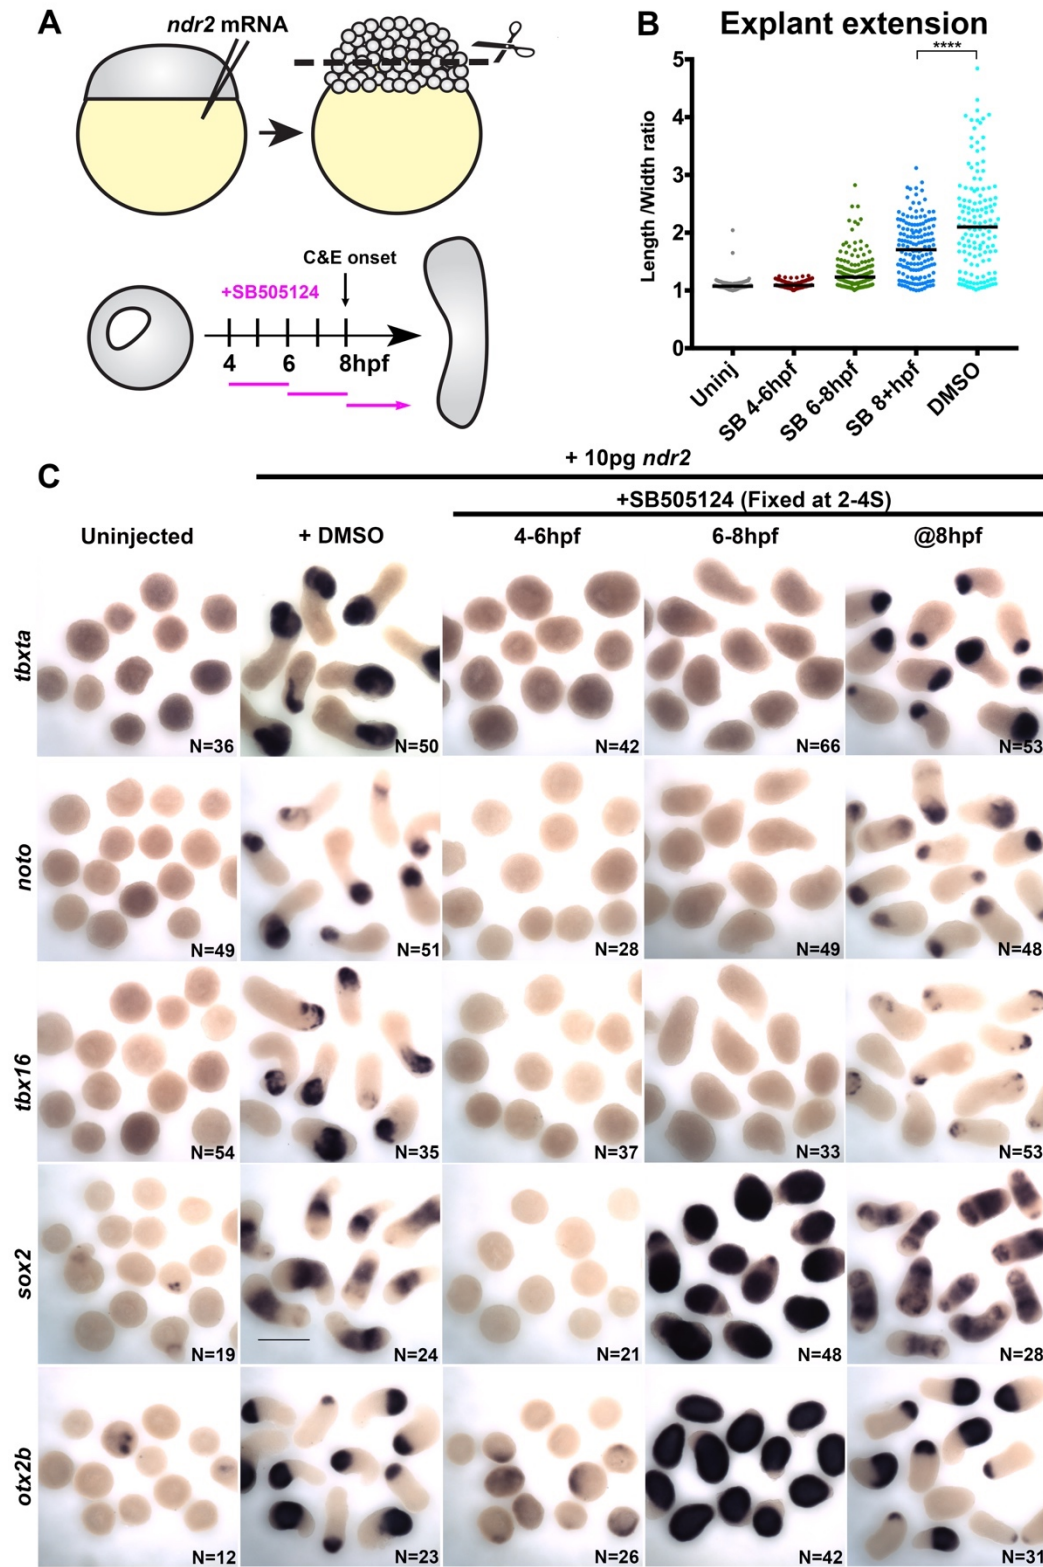 A
ndr2 mRNA
C&E onset
+SB505124
4 6 8hpf
B Explant extension
****
Length /Width ratio
5
4
3
2
1
0
Uninj
SB 4-6hpf
SB 6-8hpf
SB 8+hpf
DMSO
C
+ 10pg ndr2
+SB505124 (Fixed at 2-4S)
Uninjected + DMSO 4-6hpf 6-8hpf @8hpf
tbxta
N=36 N=50 N=42 N=66 N=53
noto
N=49 N=51 N=28 N=49 N=48
tbx16
N=54 N=35 N=37 N=33 N=53
sox2
N=19 N=24 N=21 N=48 N=28
otx2b
N=12 N=23 N=26 N=42 N=31